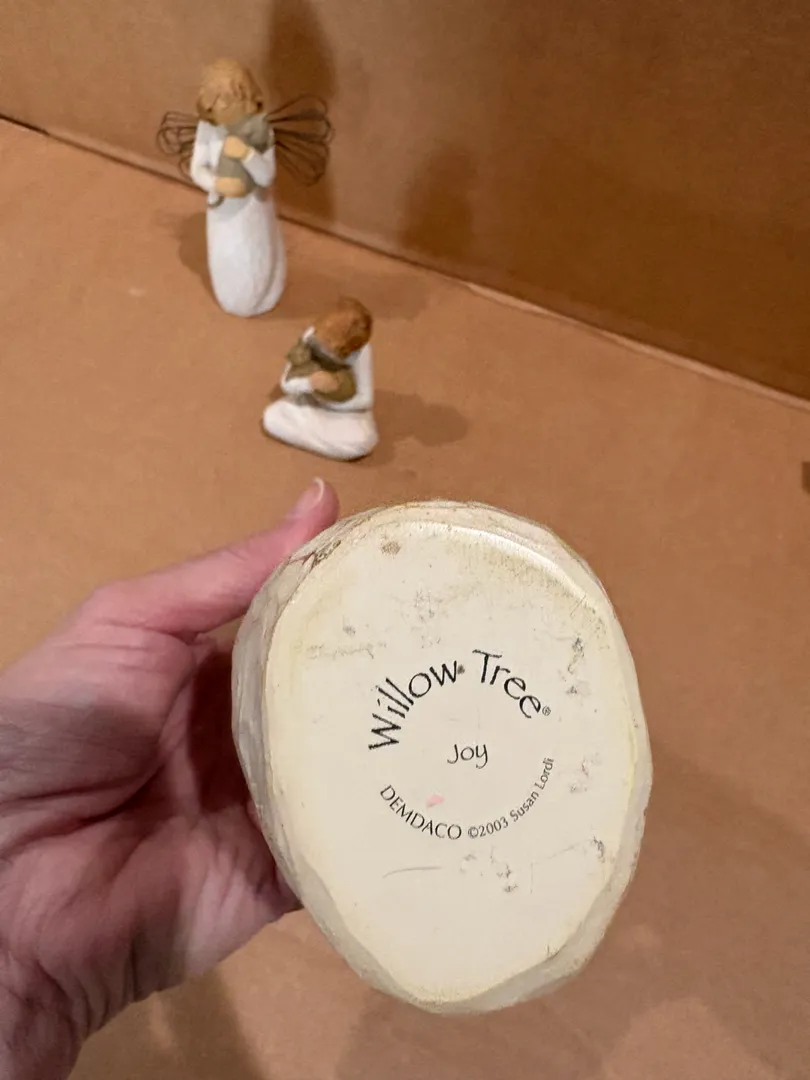 Willow Tree®
Joy
DEMDACO ©2003 Susan Lordi